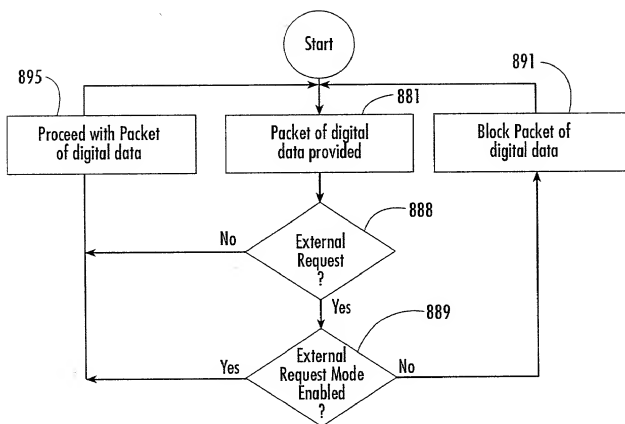 Start
895
881
891
Proceed with Packet
of digital data
Packet of digital
data provided
Block Packet of
digital data
888
No
External
Request
?
Yes
889
Yes
External
Request Mode
Enabled
?
No